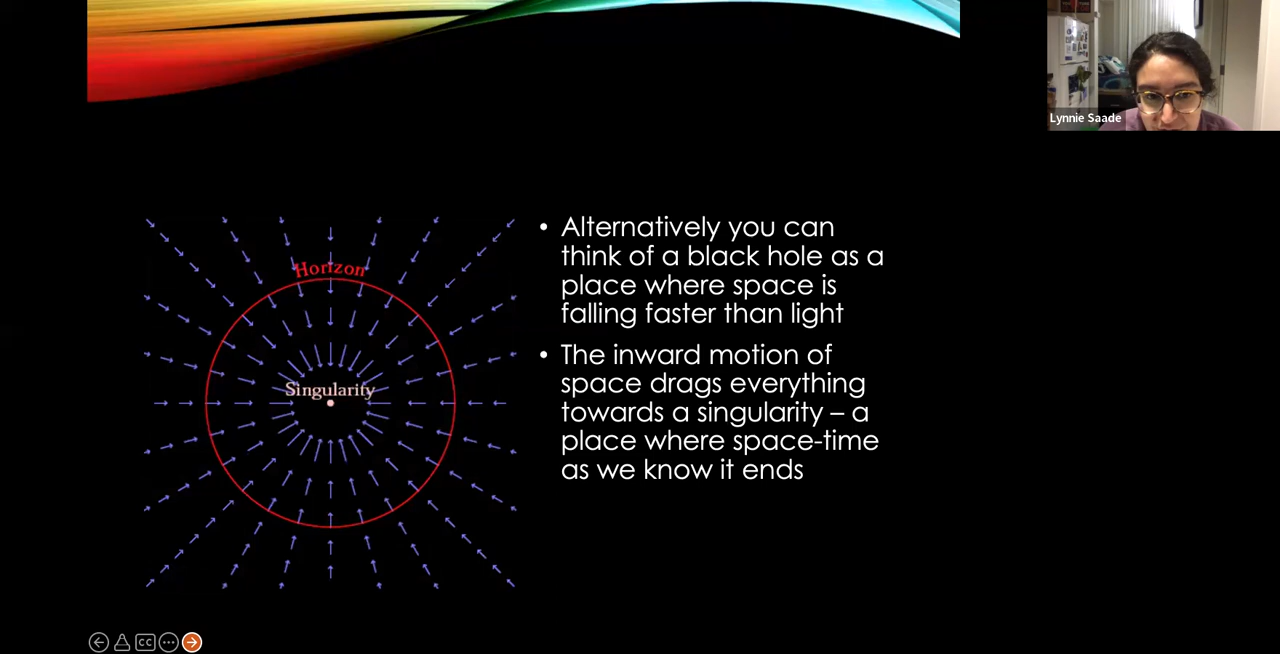 Lynnie Saade
Horizon
Singularity
• Alternatively you can
think of a black hole as a
place where space is
falling faster than light
• The inward motion of
space drags everything
towards a singularity – a
place where space-time
as we know it ends
CC